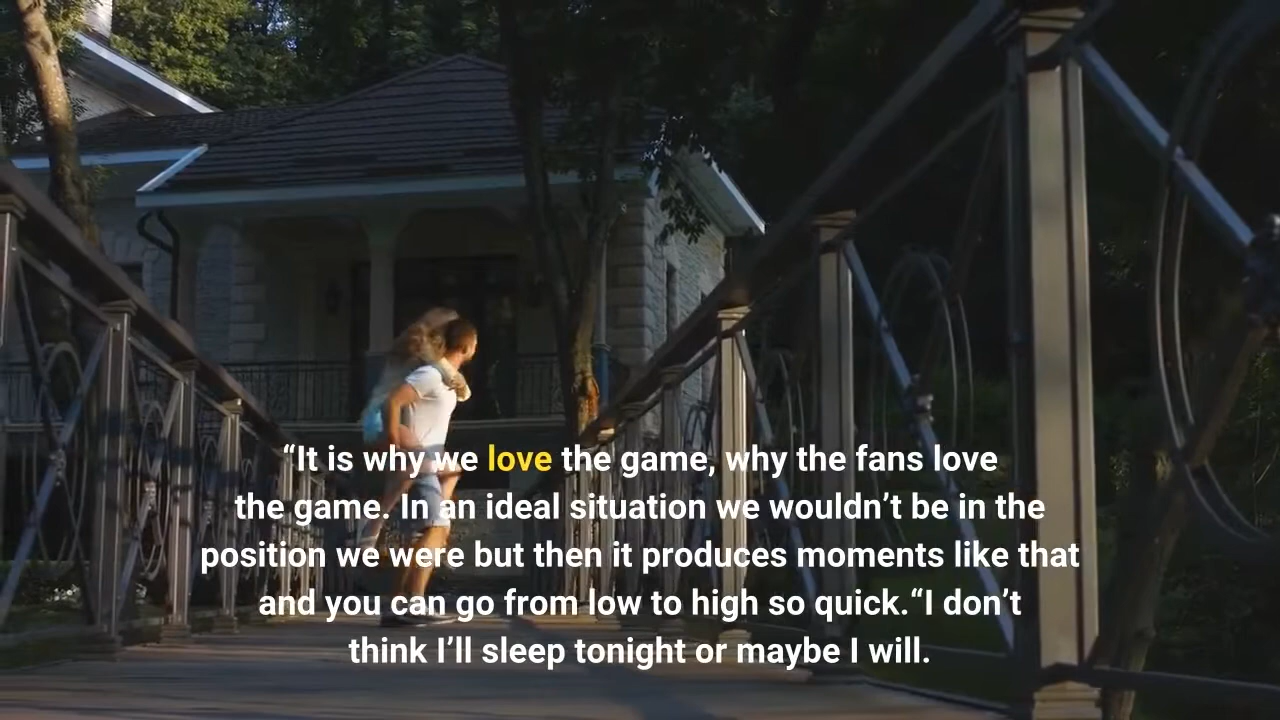 “It is why we love the game, why the fans love
the game. In an ideal situation we wouldn’t be in the
position we were but then it produces moments like that
and you can go from low to high so quick.“I don’t
think I’ll sleep tonight or maybe I will.